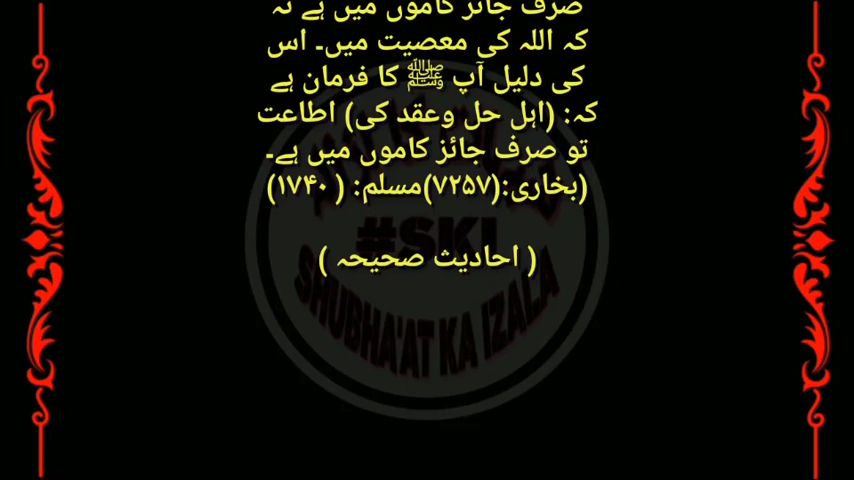 صرف جائز کاموں میں ہے نہ
کہ اللہ کی معصیت میں۔ اس
کی دلیل آپ ﷺ کا فرمان ہے
کہ: (اہل حل وعقد کی) اطاعت
تو صرف جائز کاموں میں ہے۔
(بخاری:(۷۲۵۷)مسلم: ( ۱۷۴۰)
( احادیث صحیحہ )
#SKI
SHUBHA'AT KA IZALA